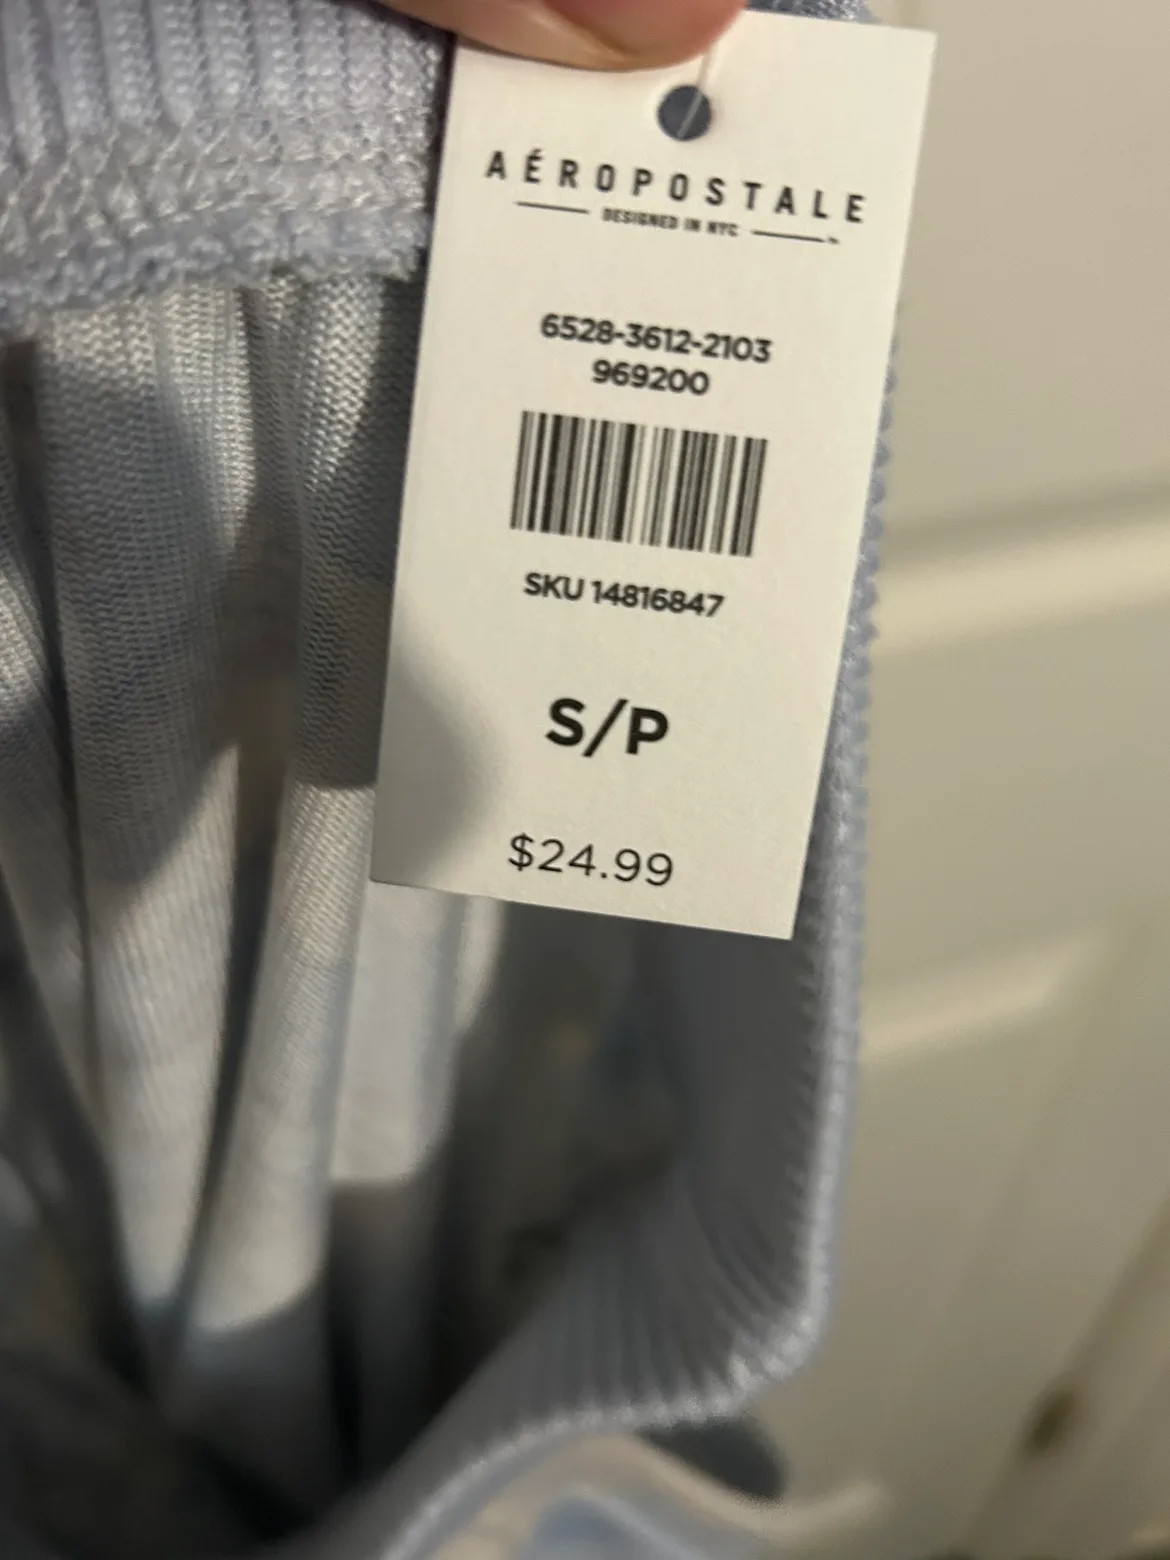 AÉROPOSTALE
DESIGNED IN NYC
6528-3612-2103
969200
SKU 14816847
S/P
$24.99